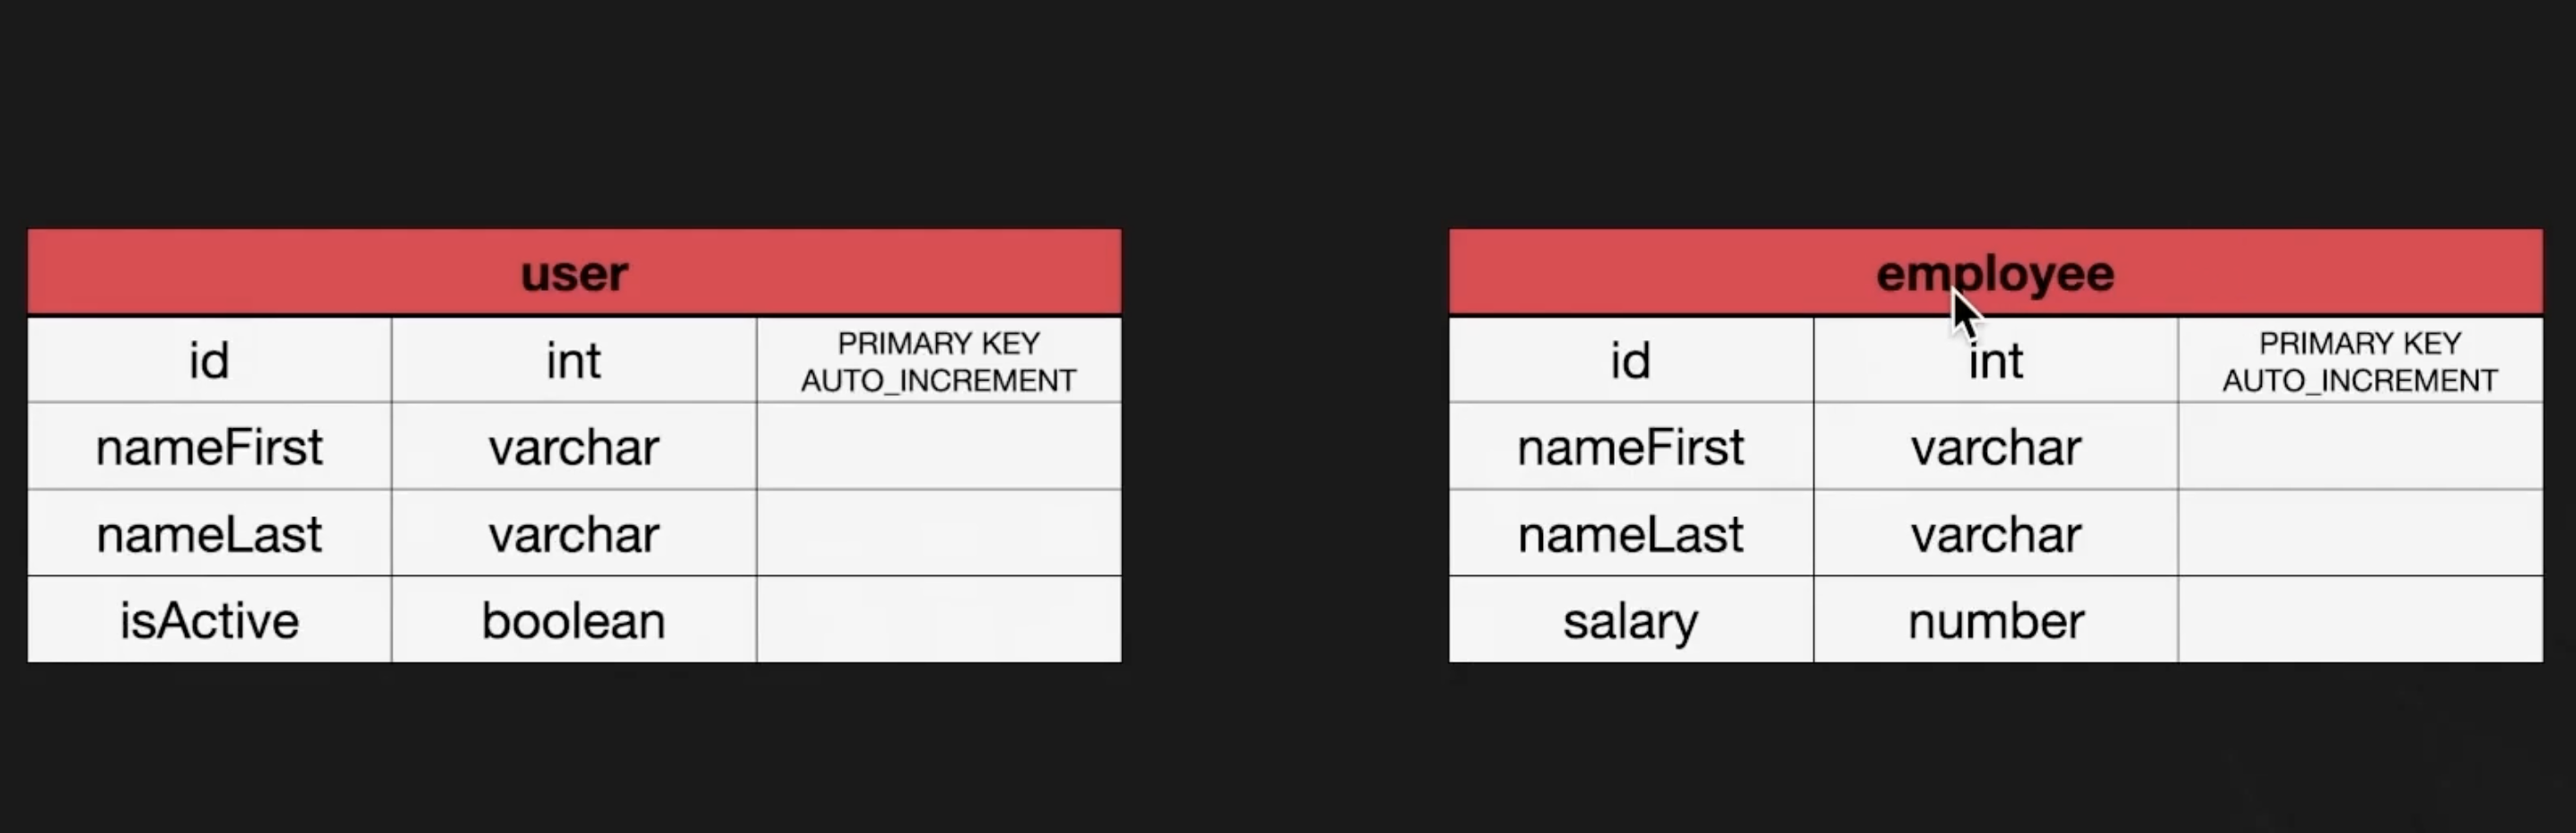 user
id int PRIMARY KEY
AUTO_INCREMENT
nameFirst varchar
nameLast varchar
isActive boolean
employee
id int PRIMARY KEY
AUTO_INCREMENT
nameFirst varchar
nameLast varchar
salary number